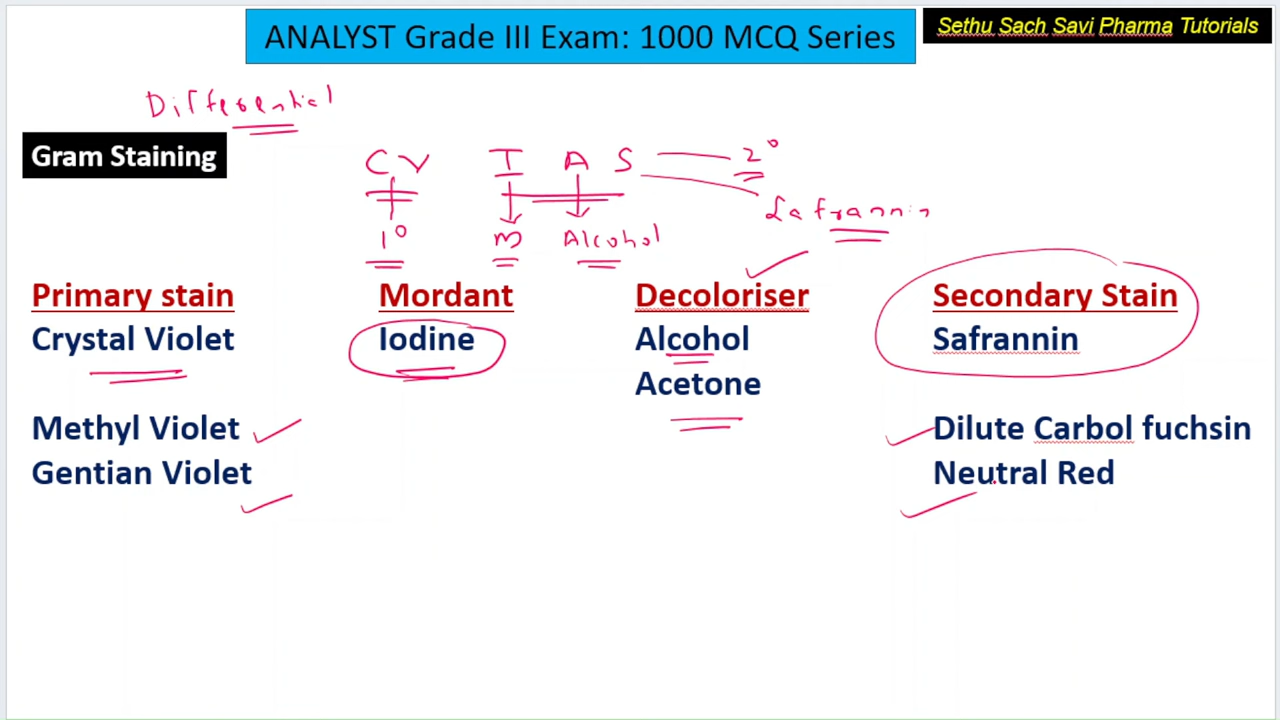 ANALYST Grade III Exam: 1000 MCQ Series
Sethu Sach Savi Pharma Tutorials
Differential
Gram Staining
CV I A S 2°
Safrannin
1° M Alcohol
Primary stain Mordant Decoloriser Secondary Stain
Crystal Violet Iodine Alcohol Safrannin
Acetone
Methyl Violet Dilute Carbol fuchsin
Gentian Violet Neutral Red